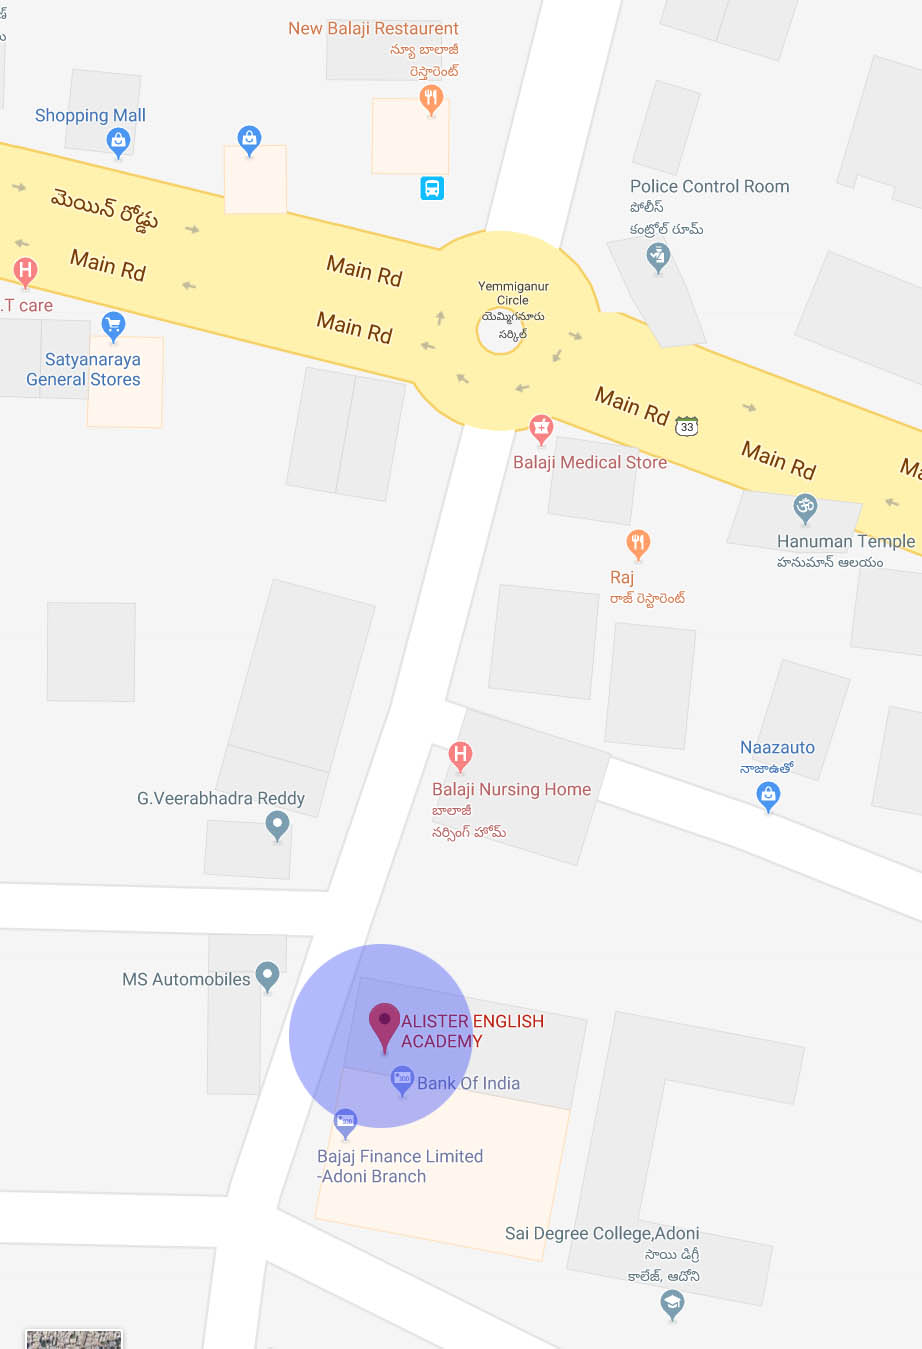 New Balaji Restaurent
న్యూ బాలాజీ
రెస్టారెంట్
Shopping Mall
Police Control Room
పోలీస్
కంట్రోల్ రూమ్
మెయిన్ రోడ్డు
Main Rd
Main Rd
Main Rd
Yemmiganur
Circle
యెమ్మిగనూరు
సర్కిల్
.T care
Satyanaraya
General Stores
Main Rd
33
Main Rd
Balaji Medical Store
Hanuman Temple
హనుమాన్ ఆలయం
Raj
రాజ్ రెస్టారెంట్
Naazauto
నాజాఉతో
Balaji Nursing Home
బాలాజీ
నర్సింగ్ హోమ్
G.Veerabhadra Reddy
MS Automobiles
ALISTER ENGLISH
ACADEMY
Bank Of India
Bajaj Finance Limited
-Adoni Branch
Sai Degree College,Adoni
సాయి డిగ్రీ
కాలేజ్, ఆదోని